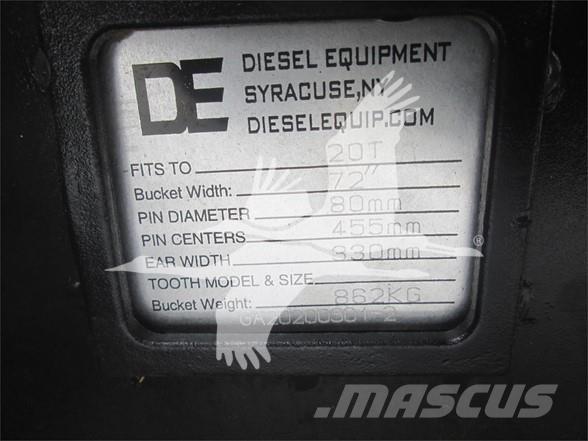 DE DIESEL EQUIPMENT
SYRACUSE,NY
DIESELEQUIP.COM
FITS TO 20T
Bucket Width: 72"
PIN DIAMETER 80mm
PIN CENTERS 455mm
EAR WIDTH 330mm
TOOTH MODEL & SIZE
Bucket Weight: 862KG
®
MASCUS